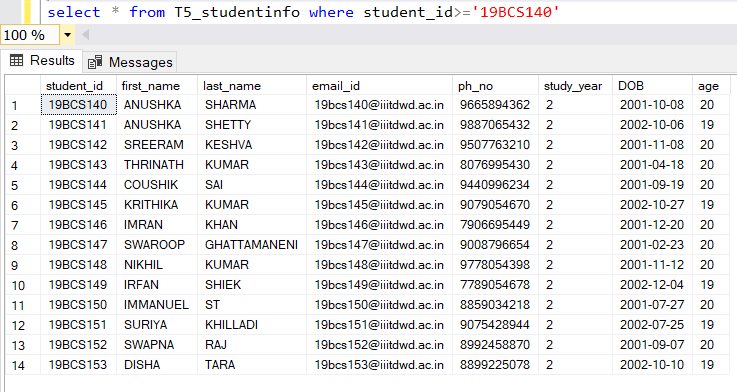 select * from T5_studentinfo where student_id>='19BCS140'
100 %
Results Messages
student_id first_name last_name email_id ph_no study_year DOB age
1 19BCS140 ANUSHKA SHARMA 19bcs140@iiitdwd.ac.in 9665894362 2 2001-10-08 20
2 19BCS141 ANUSHKA SHETTY 19bcs141@iiitdwd.ac.in 9887065432 2 2002-10-06 19
3 19BCS142 SREERAM KESHVA 19bcs142@iiitdwd.ac.in 9507763210 2 2001-11-08 20
4 19BCS143 THRINATH KUMAR 19bcs143@iiitdwd.ac.in 8076995430 2 2001-04-18 20
5 19BCS144 COUSHIK SAI 19bcs144@iiitdwd.ac.in 9440996234 2 2001-09-19 20
6 19BCS145 KRITHIKA KUMAR 19bcs145@iiitdwd.ac.in 9079054670 2 2002-10-27 19
7 19BCS146 IMRAN KHAN 19bcs146@iiitdwd.ac.in 7906695449 2 2001-12-20 20
8 19BCS147 SWAROOP GHATTAMANENI 19bcs147@iiitdwd.ac.in 9008796654 2 2001-02-23 20
9 19BCS148 NIKHIL KUMAR 19bcs148@iiitdwd.ac.in 9778054398 2 2001-11-12 20
10 19BCS149 IRFAN SHIEK 19bcs149@iiitdwd.ac.in 7789054678 2 2002-12-04 19
11 19BCS150 IMMANUEL ST 19bcs150@iiitdwd.ac.in 8859034218 2 2001-07-27 20
12 19BCS151 SURIYA KHILLADI 19bcs151@iiitdwd.ac.in 9075428944 2 2002-07-25 19
13 19BCS152 SWAPNA RAJ 19bcs152@iiitdwd.ac.in 8992458870 2 2001-09-07 20
14 19BCS153 DISHA TARA 19bcs153@iiitdwd.ac.in 8899225078 2 2002-10-10 19